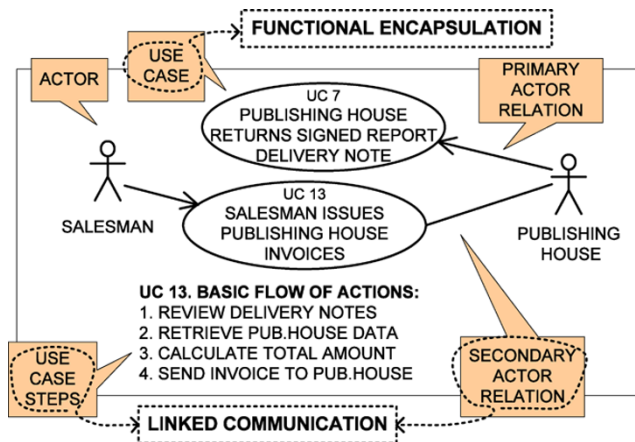 FUNCTIONAL ENCAPSULATION
USE
CASE
ACTOR
PRIMARY
ACTOR
RELATION
UC 7
PUBLISHING HOUSE
RETURNS SIGNED REPORT
DELIVERY NOTE
SALESMAN
UC 13
SALESMAN ISSUES
PUBLISHING HOUSE
INVOICES
PUBLISHING
HOUSE
UC 13. BASIC FLOW OF ACTIONS:
1. REVIEW DELIVERY NOTES
2. RETRIEVE PUB.HOUSE DATA
3. CALCULATE TOTAL AMOUNT
4. SEND INVOICE TO PUB.HOUSE
USE
CASE
STEPS
SECONDARY
ACTOR
RELATION
LINKED COMMUNICATION